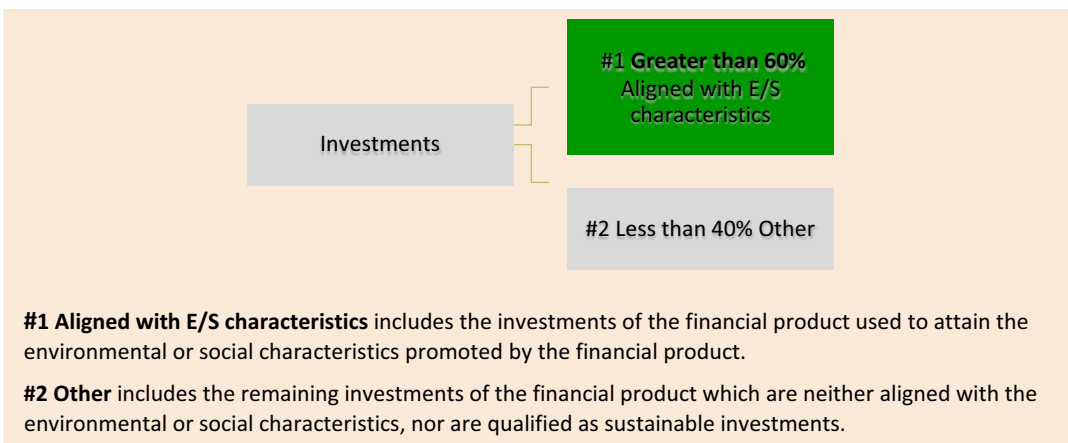 #1 Greater than 60%
Aligned with E/S
characteristics
Investments
#2 Less than 40% Other
#1 Aligned with E/S characteristics includes the investments of the financial product used to attain the
environmental or social characteristics promoted by the financial product.
#2 Other includes the remaining investments of the financial product which are neither aligned with the
environmental or social characteristics, nor are qualified as sustainable investments.